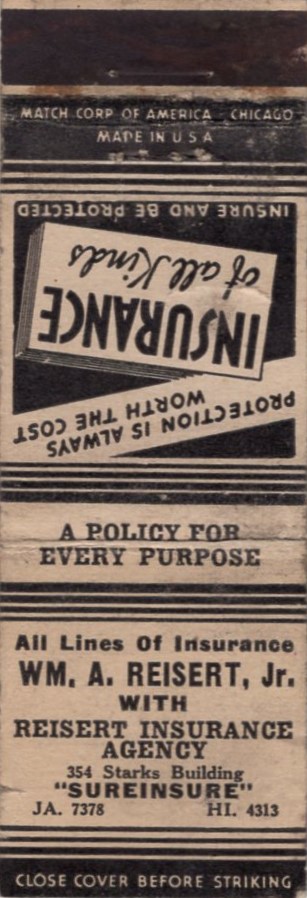 MATCH CORP OF AMERICA CHICAGO
MADE IN U S A
PROTECTION IS ALWAYS
WORTH THE COST
INSURANCE
of all Kinds
INSURE AND BE PROTECTED
A POLICY FOR
EVERY PURPOSE
All Lines Of Insurance
WM. A. REISERT, Jr.
WITH
REISERT INSURANCE
AGENCY
354 Starks Building
"SUREINSURE"
JA. 7378 HI. 4313
CLOSE COVER BEFORE STRIKING